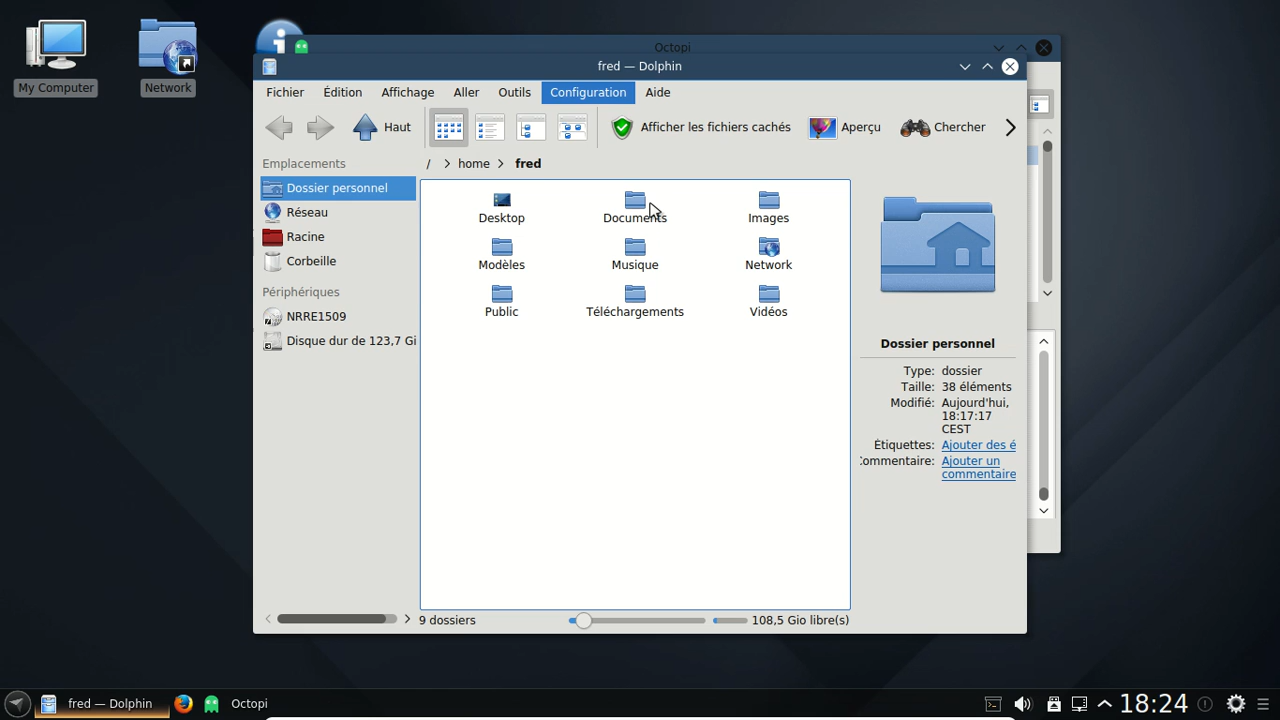 My Computer
Network
Octopi
fred — Dolphin
Fichier Édition Affichage Aller Outils Configuration Aide
Haut Afficher les fichiers cachés Aperçu Chercher
Emplacements
/ > home > fred
Dossier personnel
Réseau
Racine
Corbeille
Périphériques
NRRE1509
Disque dur de 123,7 Gi
Desktop Documents Images
Modèles Musique Network
Public Téléchargements Vidéos
Dossier personnel
Type: dossier
Taille: 38 éléments
Modifié: Aujourd'hui,
18:17:17
CEST
Étiquettes: Ajouter des é
Commentaire: Ajouter un
commentaire
9 dossiers 108,5 Gio libre(s)
fred — Dolphin Octopi 18:24